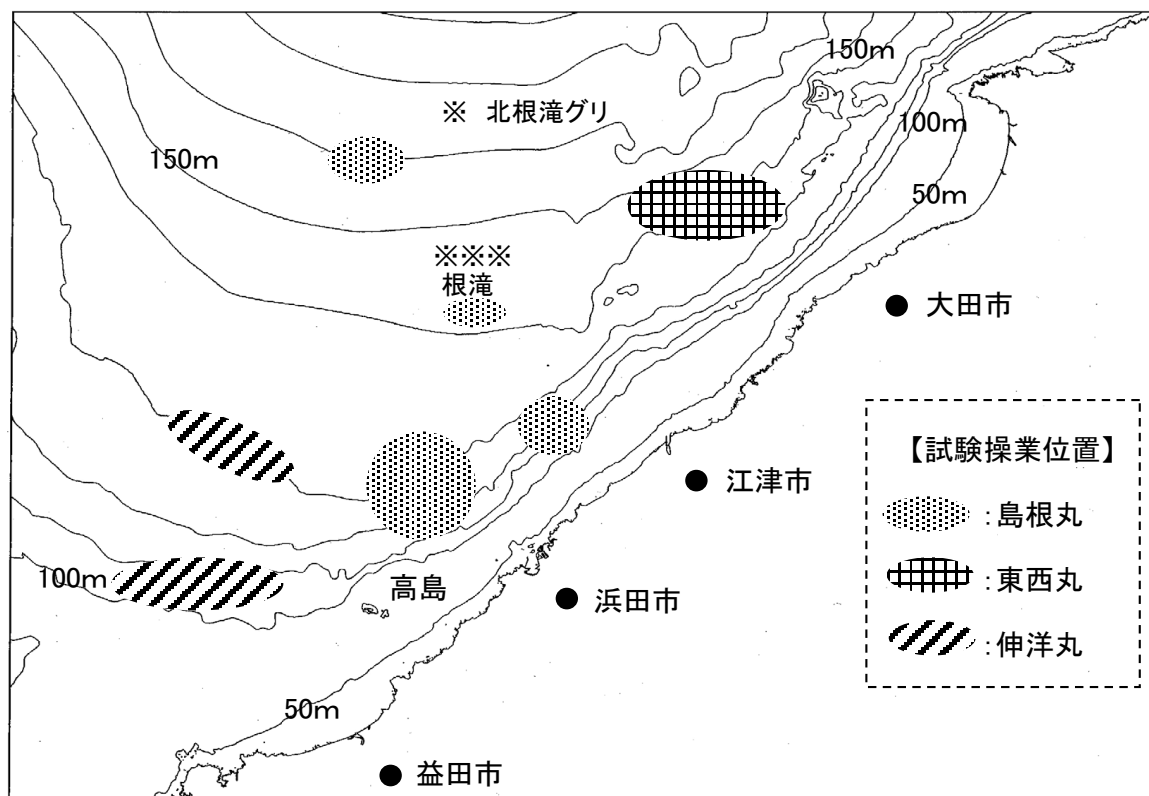 150m
※ 北根滝グリ
100m
150m
50m
※※※
根滝
大田市
【試験操業位置】
江津市
：島根丸
100m
高島
浜田市
：東西丸
：伸洋丸
50m
益田市